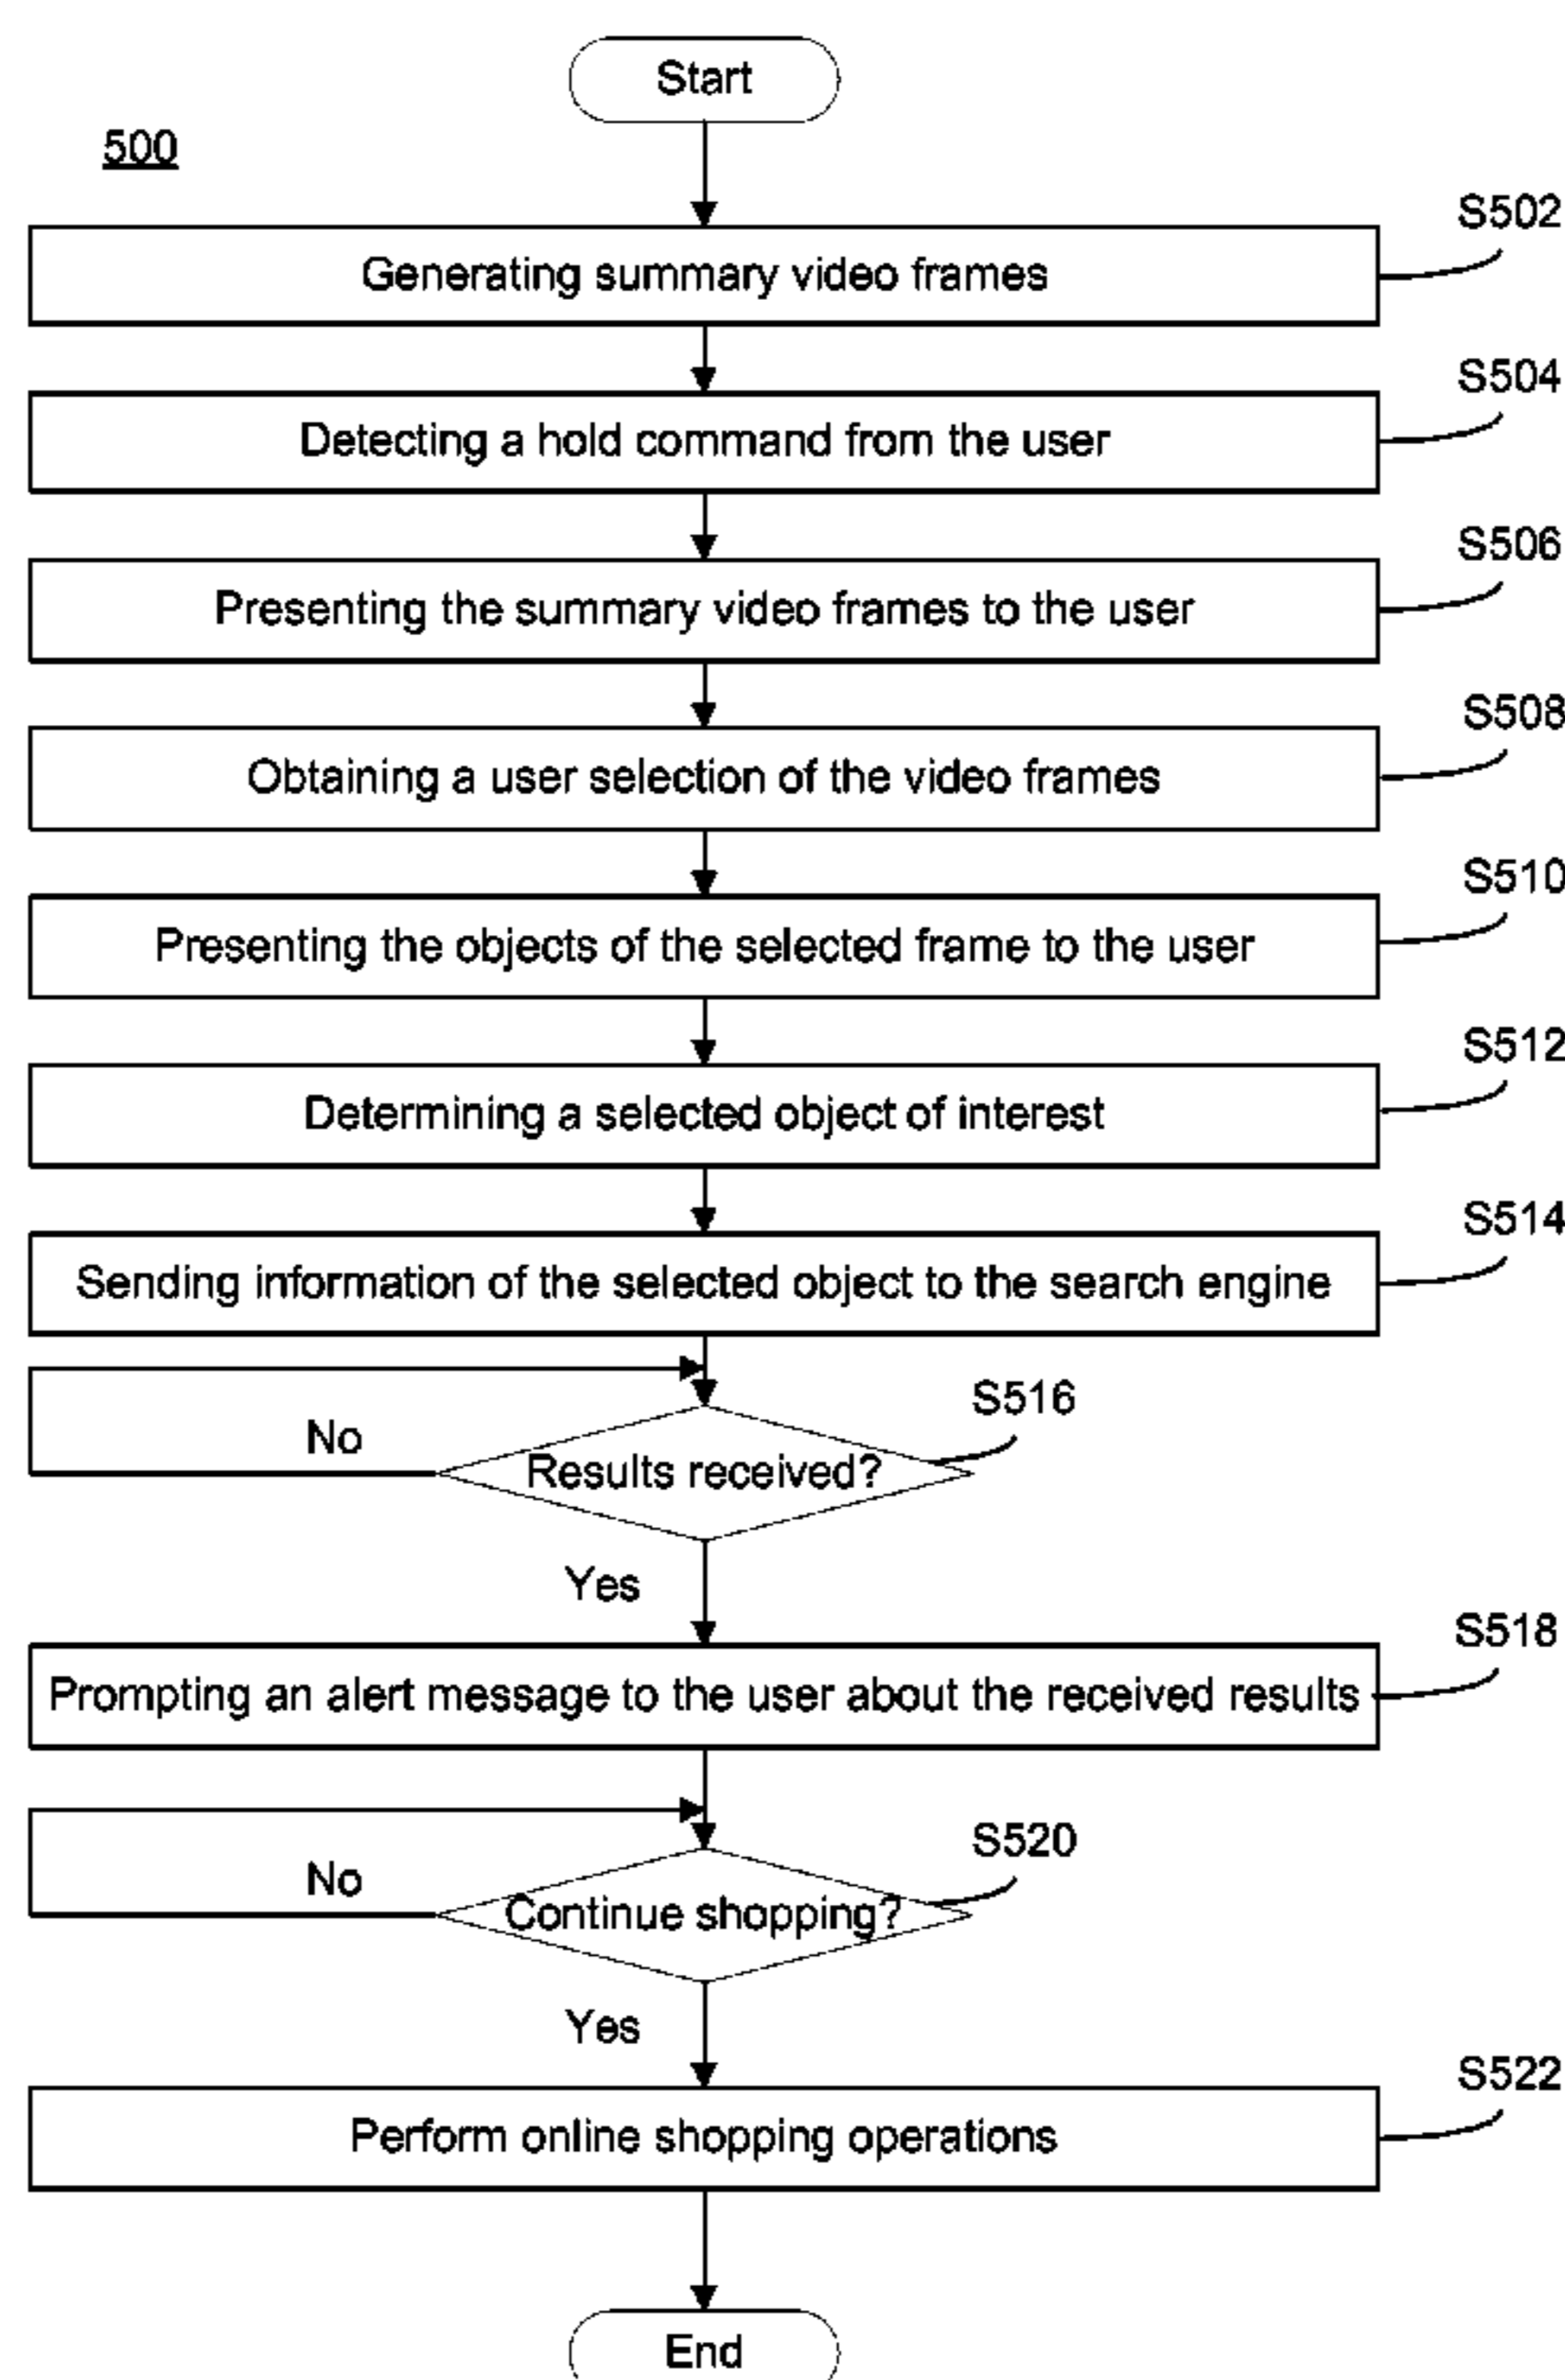 Start
500
S502
Generating summary video frames
S504
Detecting a hold command from the user
S506
Presenting the summary video frames to the user
S508
Obtaining a user selection of the video frames
S510
Presenting the objects of the selected frame to the user
S512
Determining a selected object of interest
S514
Sending information of the selected object to the search engine
S516
No
Results received?
Yes
S518
Prompting an alert message to the user about the received results
S520
No
Continue shopping?
Yes
S522
Perform online shopping operations
End